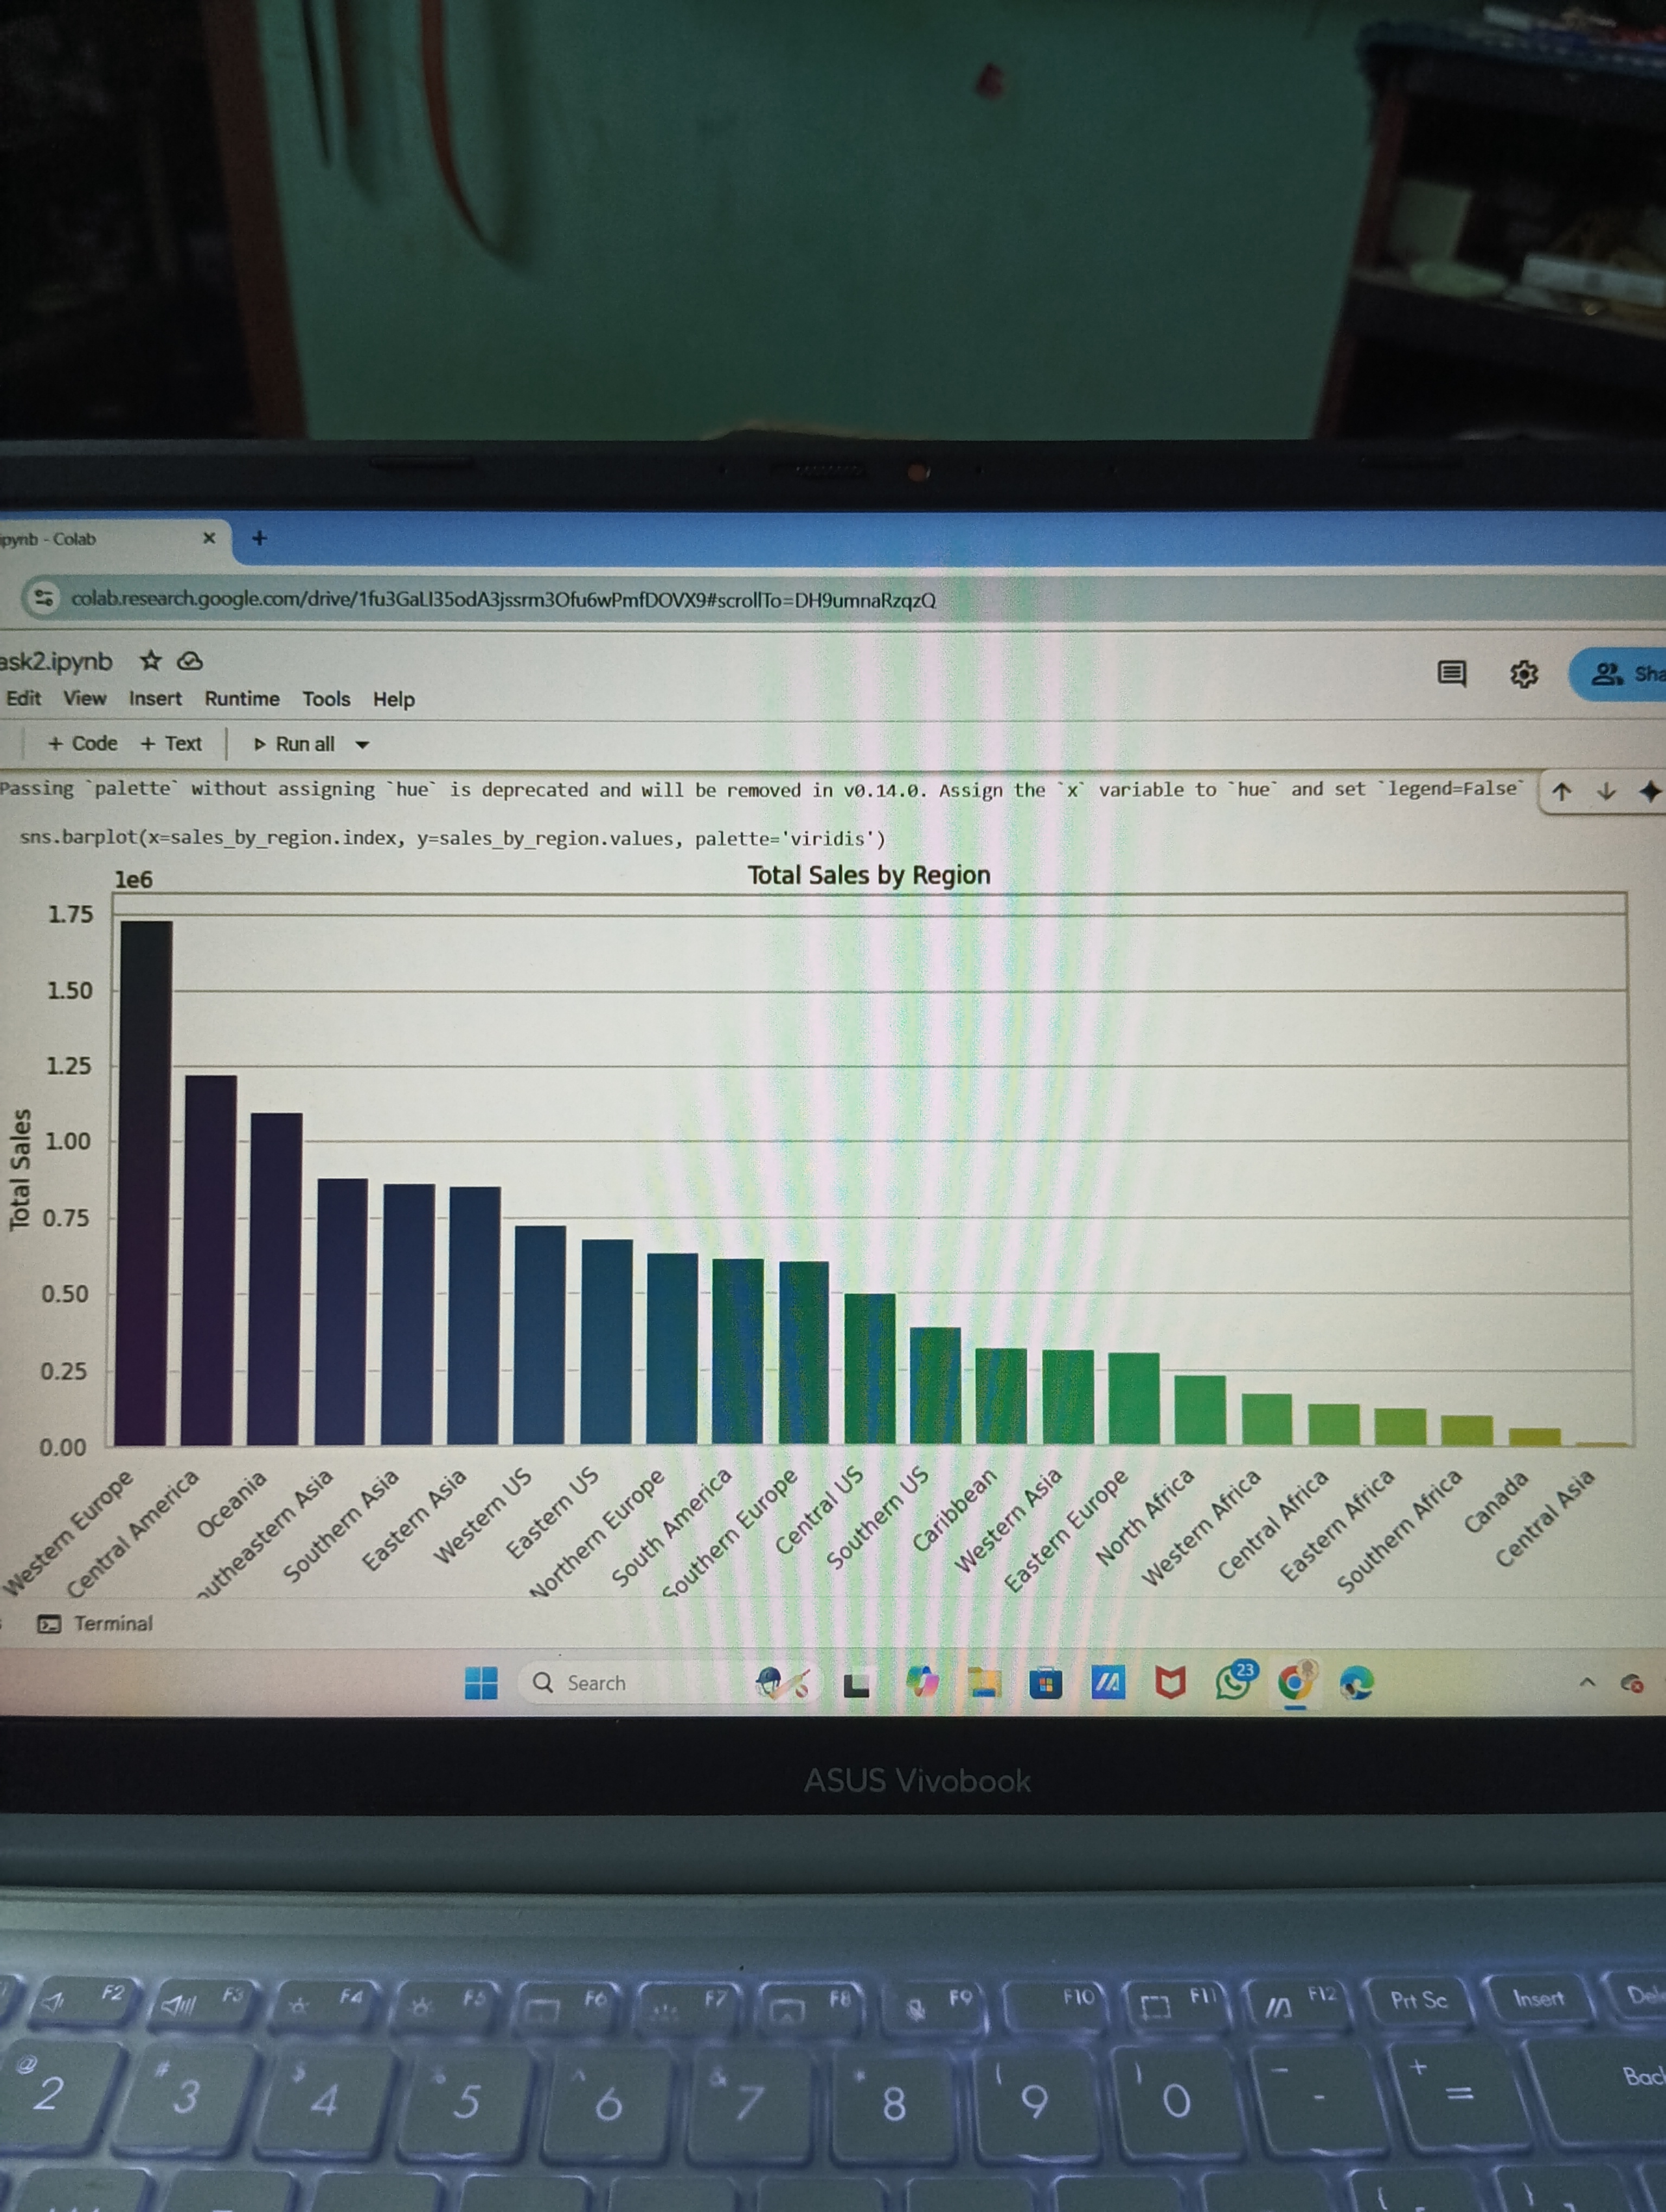 ipynb - Colab × +
colab.research.google.com/drive/1fu3GaLl35odA3jssrm3Ofu6wPmfDOVX9#scrollTo=DH9umnaRzqzQ
ask2.ipynb
Sha
Edit View Insert Runtime Tools Help
+ Code + Text Run all
Passing `palette` without assigning `hue` is deprecated and will be removed in v0.14.0. Assign the `x` variable to `hue` and set `legend=False`
sns.barplot(x=sales_by_region.index, y=sales_by_region.values, palette='viridis')
Total Sales by Region
1e6
1.75
1.50
1.25
1.00
0.75
0.50
0.25
0.00
Total Sales
Western Europe
Central America
Oceania
outheastern Asia
Southern Asia
Eastern Asia
Western US
Eastern US
Northern Europe
South America
Southern Europe
Central US
Southern US
Caribbean
Western Asia
Eastern Europe
North Africa
Western Africa
Central Africa
Eastern Africa
Southern Africa
Canada
Central Asia
Terminal
Search
23
ASUS Vivobook
F2 F3 F4 F5 F6 F7 F8 F9 F10 F11 F12 Prt Sc Insert Del
@ # $ % ^ & * ( ) - +
2 3 4 5 6 7 8 9 0 - = Bac